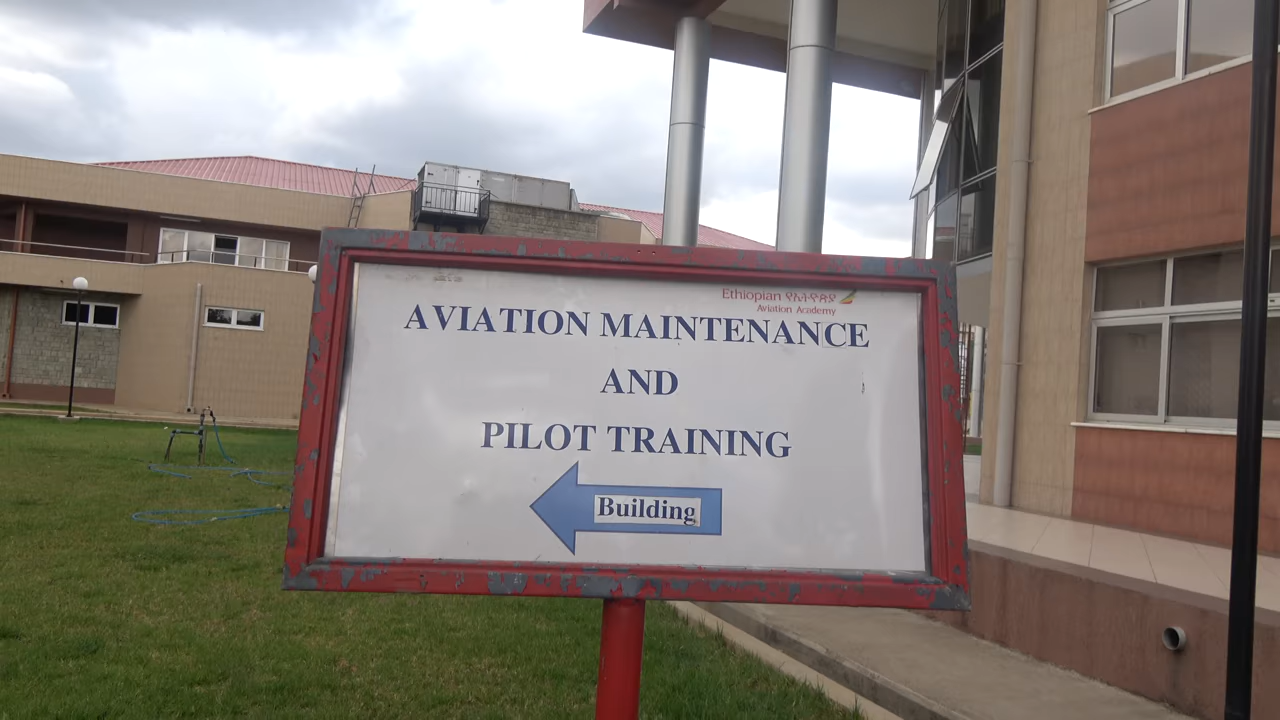 Ethiopian የኢትዮጵያ
Aviation Academy
AVIATION MAINTENANCE
AND
PILOT TRAINING
Building